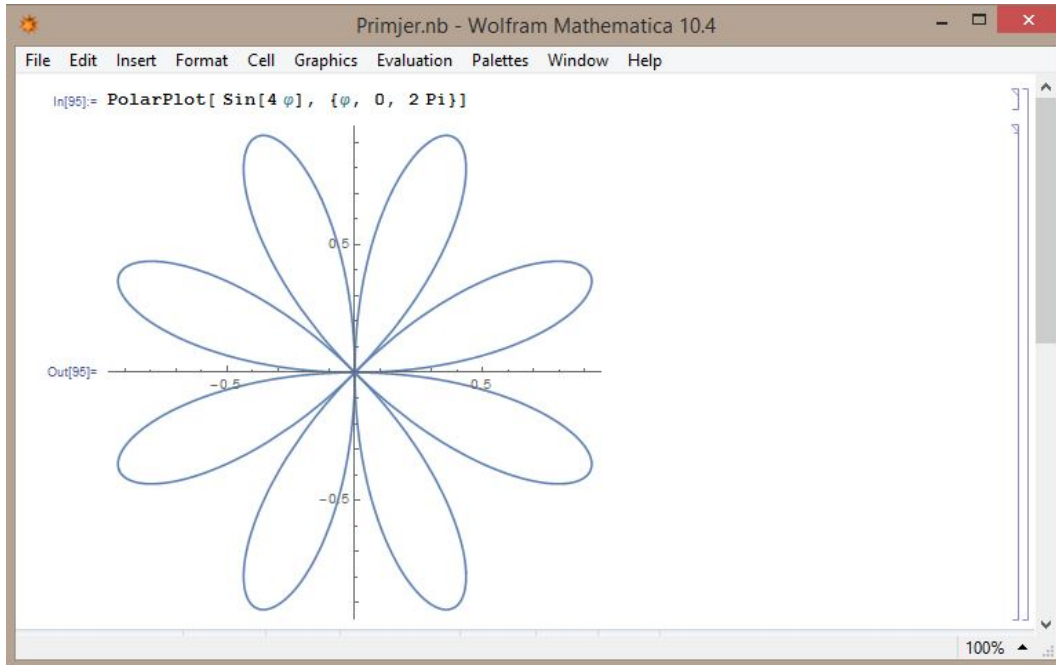 Primjer.nb - Wolfram Mathematica 10.4
File Edit Insert Format Cell Graphics Evaluation Palettes Window Help
In[95]:= PolarPlot[ Sin[4 φ], {φ, 0, 2 Pi}]
0.5
Out[95]=
-0.5 0.5
-0.5
100%